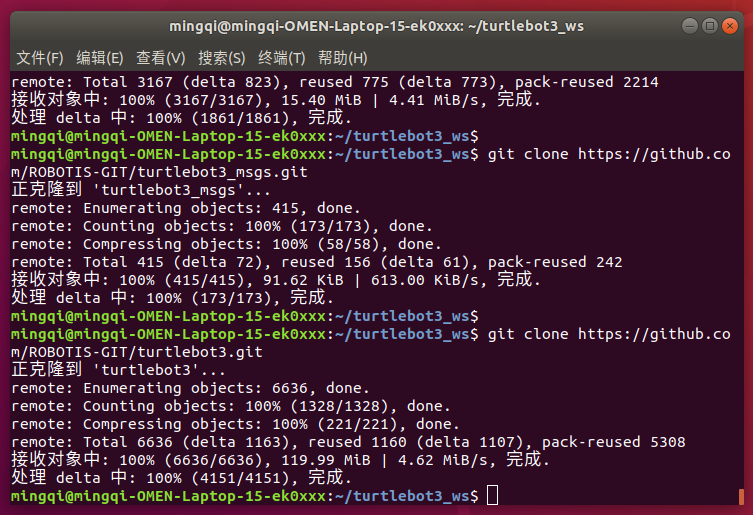 mingqi@mingqi-OMEN-Laptop-15-ek0xxx: ~/turtlebot3_ws
文件(F) 编辑(E) 查看(V) 搜索(S) 终端(T) 帮助(H)
remote: Total 3167 (delta 823), reused 775 (delta 773), pack-reused 2214
接收对象中: 100% (3167/3167), 15.40 MiB | 4.41 MiB/s, 完成.
处理 delta 中: 100% (1861/1861), 完成.
mingqi@mingqi-OMEN-Laptop-15-ek0xxx:~/turtlebot3_ws$
mingqi@mingqi-OMEN-Laptop-15-ek0xxx:~/turtlebot3_ws$ git clone https://github.co
m/ROBOTIS-GIT/turtlebot3_msgs.git
正克隆到 'turtlebot3_msgs'...
remote: Enumerating objects: 415, done.
remote: Counting objects: 100% (173/173), done.
remote: Compressing objects: 100% (58/58), done.
remote: Total 415 (delta 72), reused 156 (delta 61), pack-reused 242
接收对象中: 100% (415/415), 91.62 KiB | 613.00 KiB/s, 完成.
处理 delta 中: 100% (173/173), 完成.
mingqi@mingqi-OMEN-Laptop-15-ek0xxx:~/turtlebot3_ws$
mingqi@mingqi-OMEN-Laptop-15-ek0xxx:~/turtlebot3_ws$ git clone https://github.co
m/ROBOTIS-GIT/turtlebot3.git
正克隆到 'turtlebot3'...
remote: Enumerating objects: 6636, done.
remote: Counting objects: 100% (1328/1328), done.
remote: Compressing objects: 100% (221/221), done.
remote: Total 6636 (delta 1163), reused 1160 (delta 1107), pack-reused 5308
接收对象中: 100% (6636/6636), 119.99 MiB | 4.62 MiB/s, 完成.
处理 delta 中: 100% (4151/4151), 完成.
mingqi@mingqi-OMEN-Laptop-15-ek0xxx:~/turtlebot3_ws$